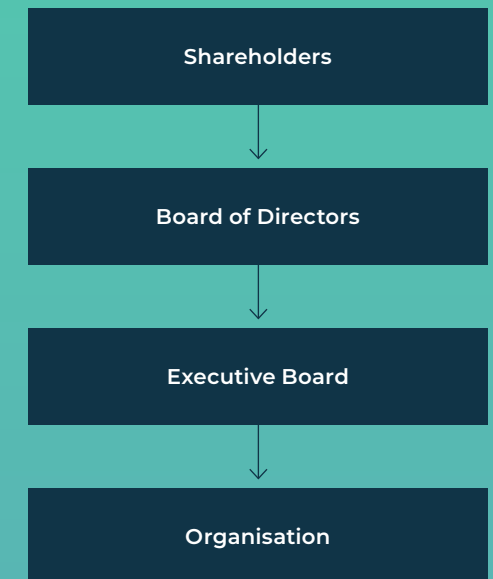 Shareholders
Board of Directors
Executive Board
Organisation